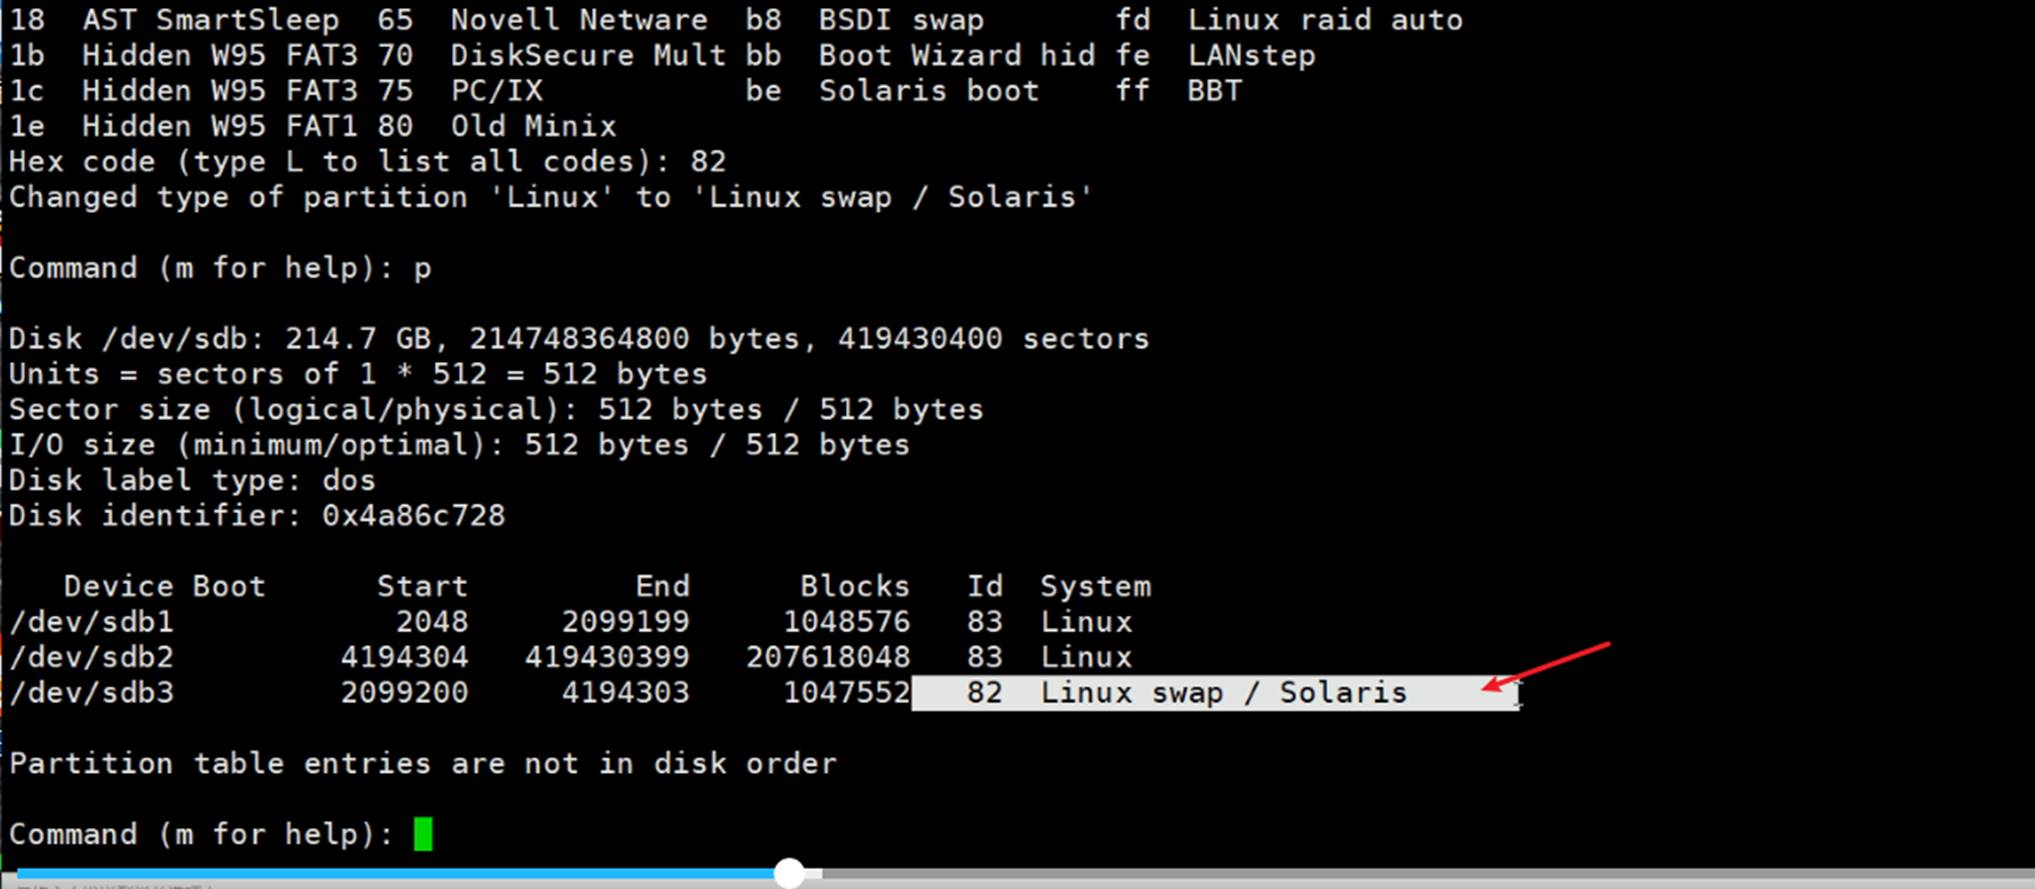 18  AST SmartSleep  65  Novell Netware  b8  BSDI swap       fd  Linux raid auto
1b  Hidden W95 FAT3 70  DiskSecure Mult bb  Boot Wizard hid fe  LANstep
1c  Hidden W95 FAT3 75  PC/IX           be  Solaris boot    ff  BBT
1e  Hidden W95 FAT1 80  Old Minix
Hex code (type L to list all codes): 82
Changed type of partition 'Linux' to 'Linux swap / Solaris'
Command (m for help): p
Disk /dev/sdb: 214.7 GB, 214748364800 bytes, 419430400 sectors
Units = sectors of 1 * 512 = 512 bytes
Sector size (logical/physical): 512 bytes / 512 bytes
I/O size (minimum/optimal): 512 bytes / 512 bytes
Disk label type: dos
Disk identifier: 0x4a86c728
   Device Boot      Start         End      Blocks   Id  System
/dev/sdb1            2048     2099199     1048576   83  Linux
/dev/sdb2         4194304   419430399   207618048   83  Linux
/dev/sdb3         2099200     4194303     1047552   82  Linux swap / Solaris
Partition table entries are not in disk order
Command (m for help):